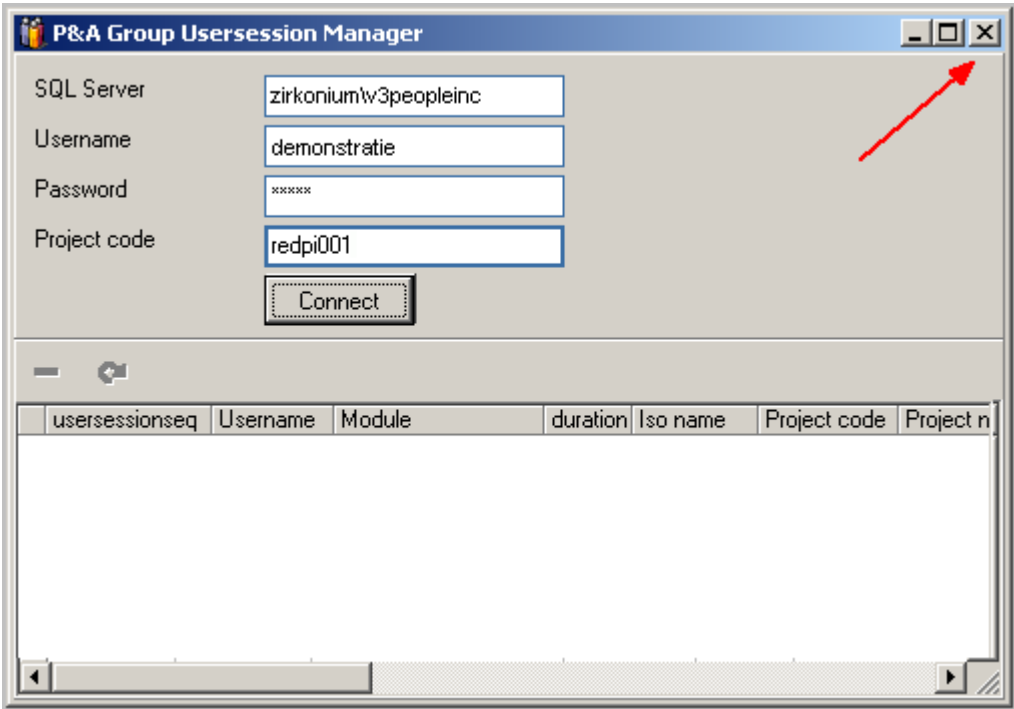 P&A Group Usersession Manager
SQL Server zirkonium\v3peopleinc
Username demonstratie
Password *****
Project code redpi001
Connect
usersessionseq Username Module duration Iso name Project code Project n